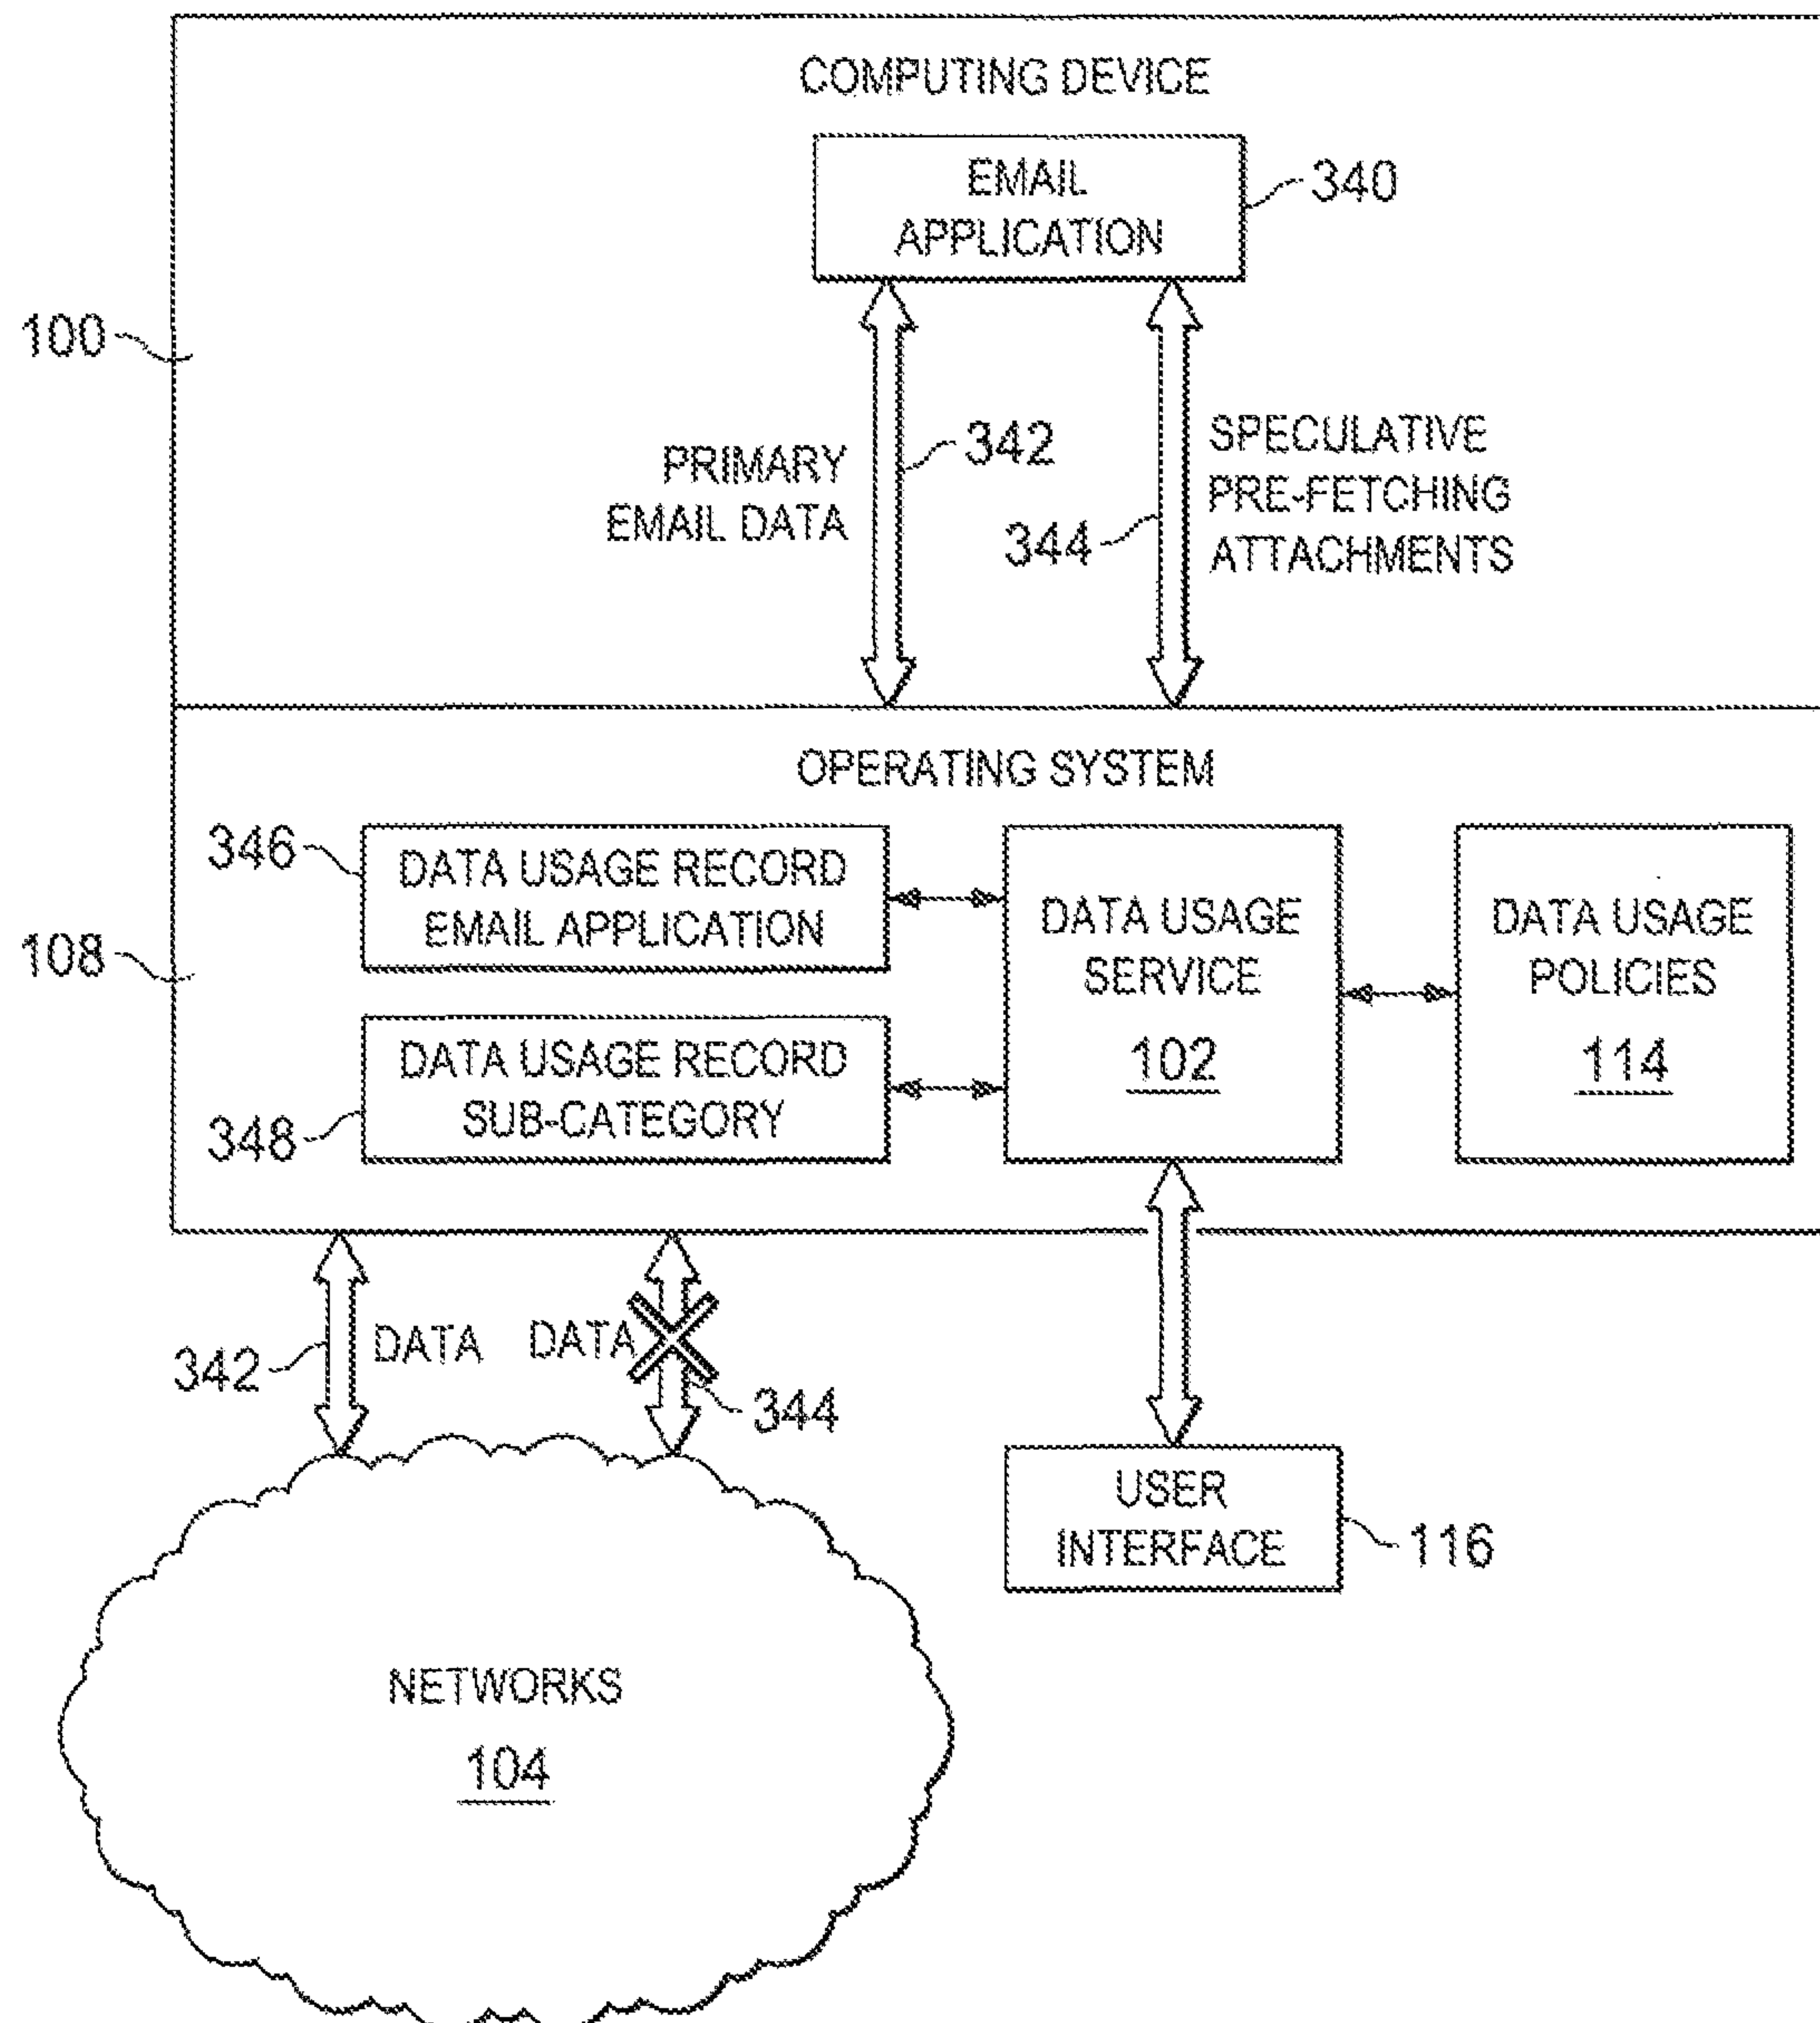 COMPUTING DEVICE
EMAIL
APPLICATION
340
100
PRIMARY
EMAIL DATA
342
344
SPECULATIVE
PRE-FETCHING
ATTACHMENTS
OPERATING SYSTEM
346
DATA USAGE RECORD
EMAIL APPLICATION
108
348
DATA USAGE RECORD
SUB-CATEGORY
DATA USAGE
SERVICE
102
DATA USAGE
POLICIES
114
342
DATA
DATA
344
USER
INTERFACE
116
NETWORKS
104